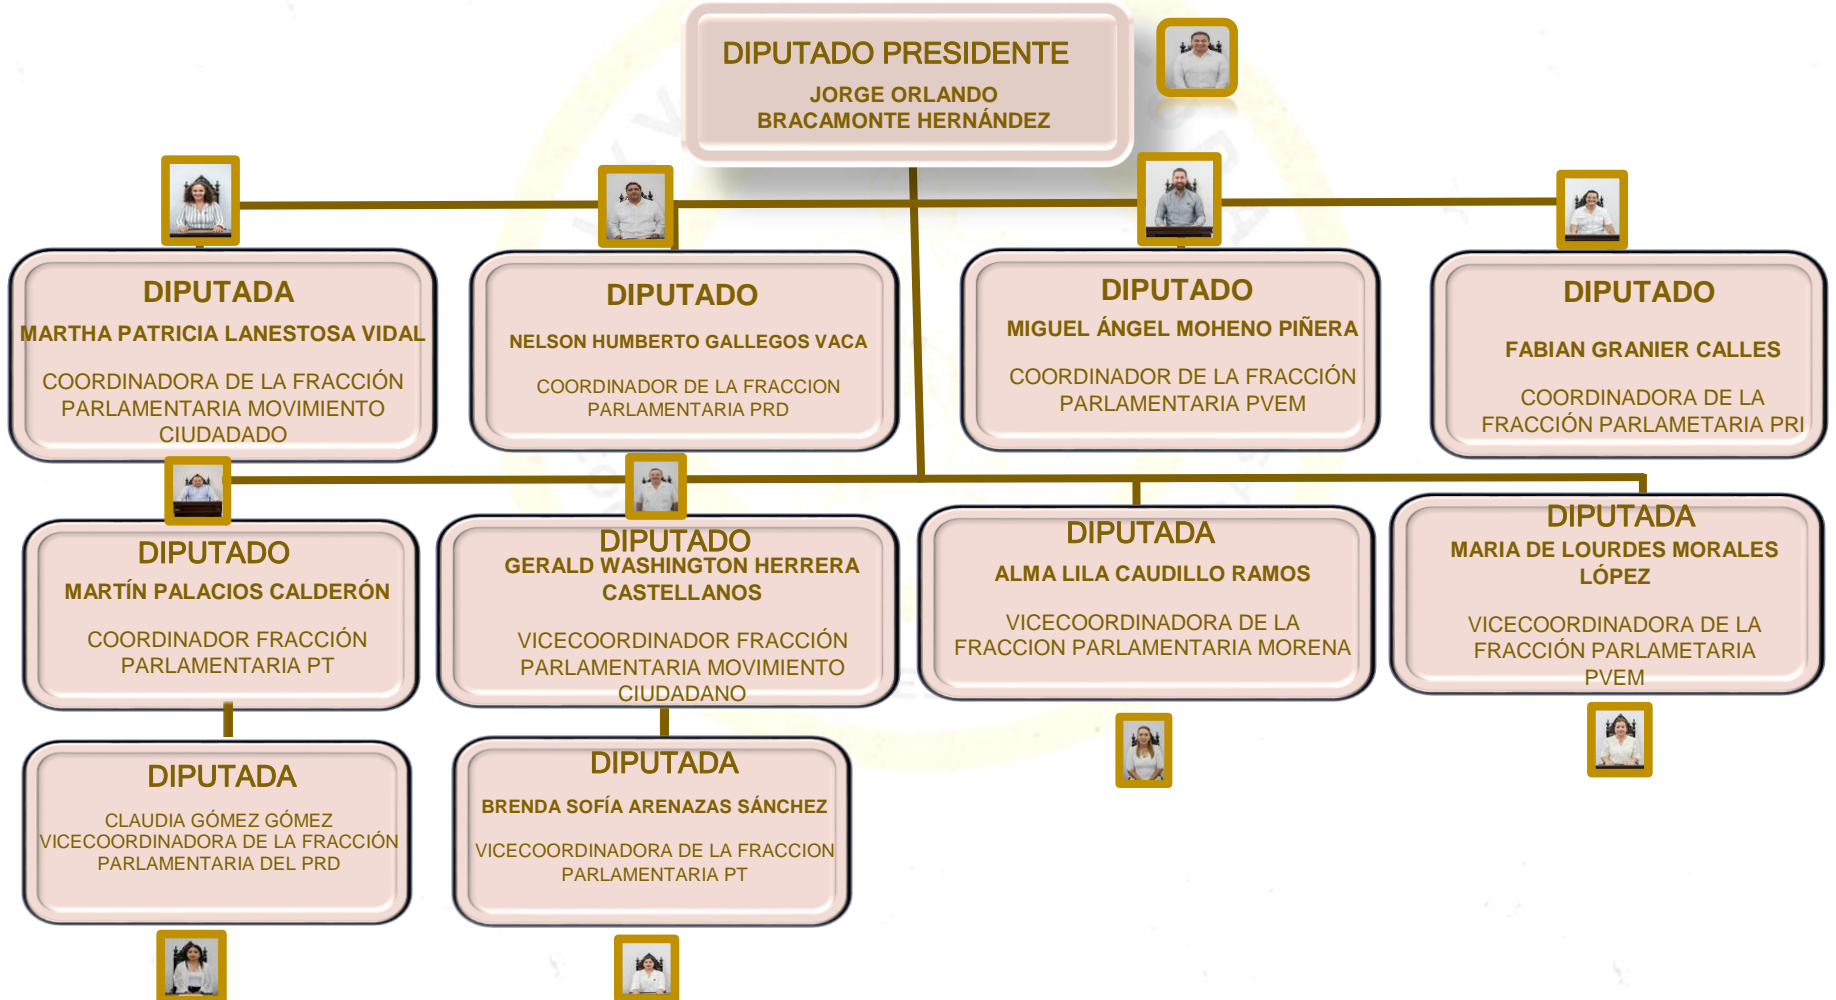 DIPUTADO PRESIDENTE
JORGE ORLANDO
BRACAMONTE HERNÁNDEZ
DIPUTADA
MARTHA PATRICIA LANESTOSA VIDAL
COORDINADORA DE LA FRACCIÓN
PARLAMENTARIA MOVIMIENTO
CIUDADADO
DIPUTADO
NELSON HUMBERTO GALLEGOS VACA
COORDINADOR DE LA FRACCION
PARLAMENTARIA PRD
DIPUTADO
MIGUEL ÁNGEL MOHENO PIÑERA
COORDINADOR DE LA FRACCIÓN
PARLAMENTARIA PVEM
DIPUTADO
FABIAN GRANIER CALLES
COORDINADORA DE LA
FRACCIÓN PARLAMETARIA PRI
DIPUTADO
MARTÍN PALACIOS CALDERÓN
COORDINADOR FRACCIÓN
PARLAMENTARIA PT
DIPUTADO
GERALD WASHINGTON HERRERA
CASTELLANOS
VICECOORDINADOR FRACCIÓN
PARLAMENTARIA MOVIMIENTO
CIUDADANO
DIPUTADA
ALMA LILA CAUDILLO RAMOS
VICECOORDINADORA DE LA
FRACCION PARLAMENTARIA MORENA
DIPUTADA
MARIA DE LOURDES MORALES
LÓPEZ
VICECOORDINADORA DE LA
FRACCIÓN PARLAMETARIA
PVEM
DIPUTADA
CLAUDIA GÓMEZ GÓMEZ
VICECOORDINADORA DE LA FRACCIÓN
PARLAMENTARIA DEL PRD
DIPUTADA
BRENDA SOFÍA ARENAZAS SÁNCHEZ
VICECOORDINADORA DE LA FRACCION
PARLAMENTARIA PT